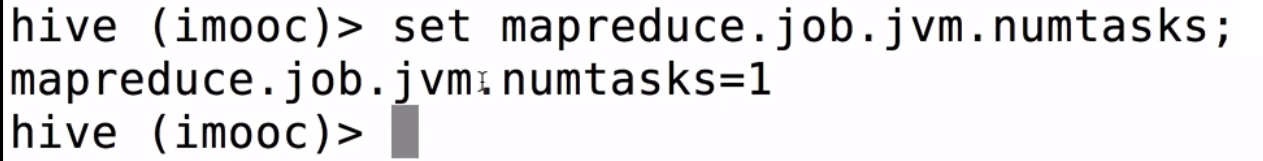 hive (imooc)> set mapreduce.job.jvm.numtasks;
mapreduce.job.jvm.numtasks=1
hive (imooc)>